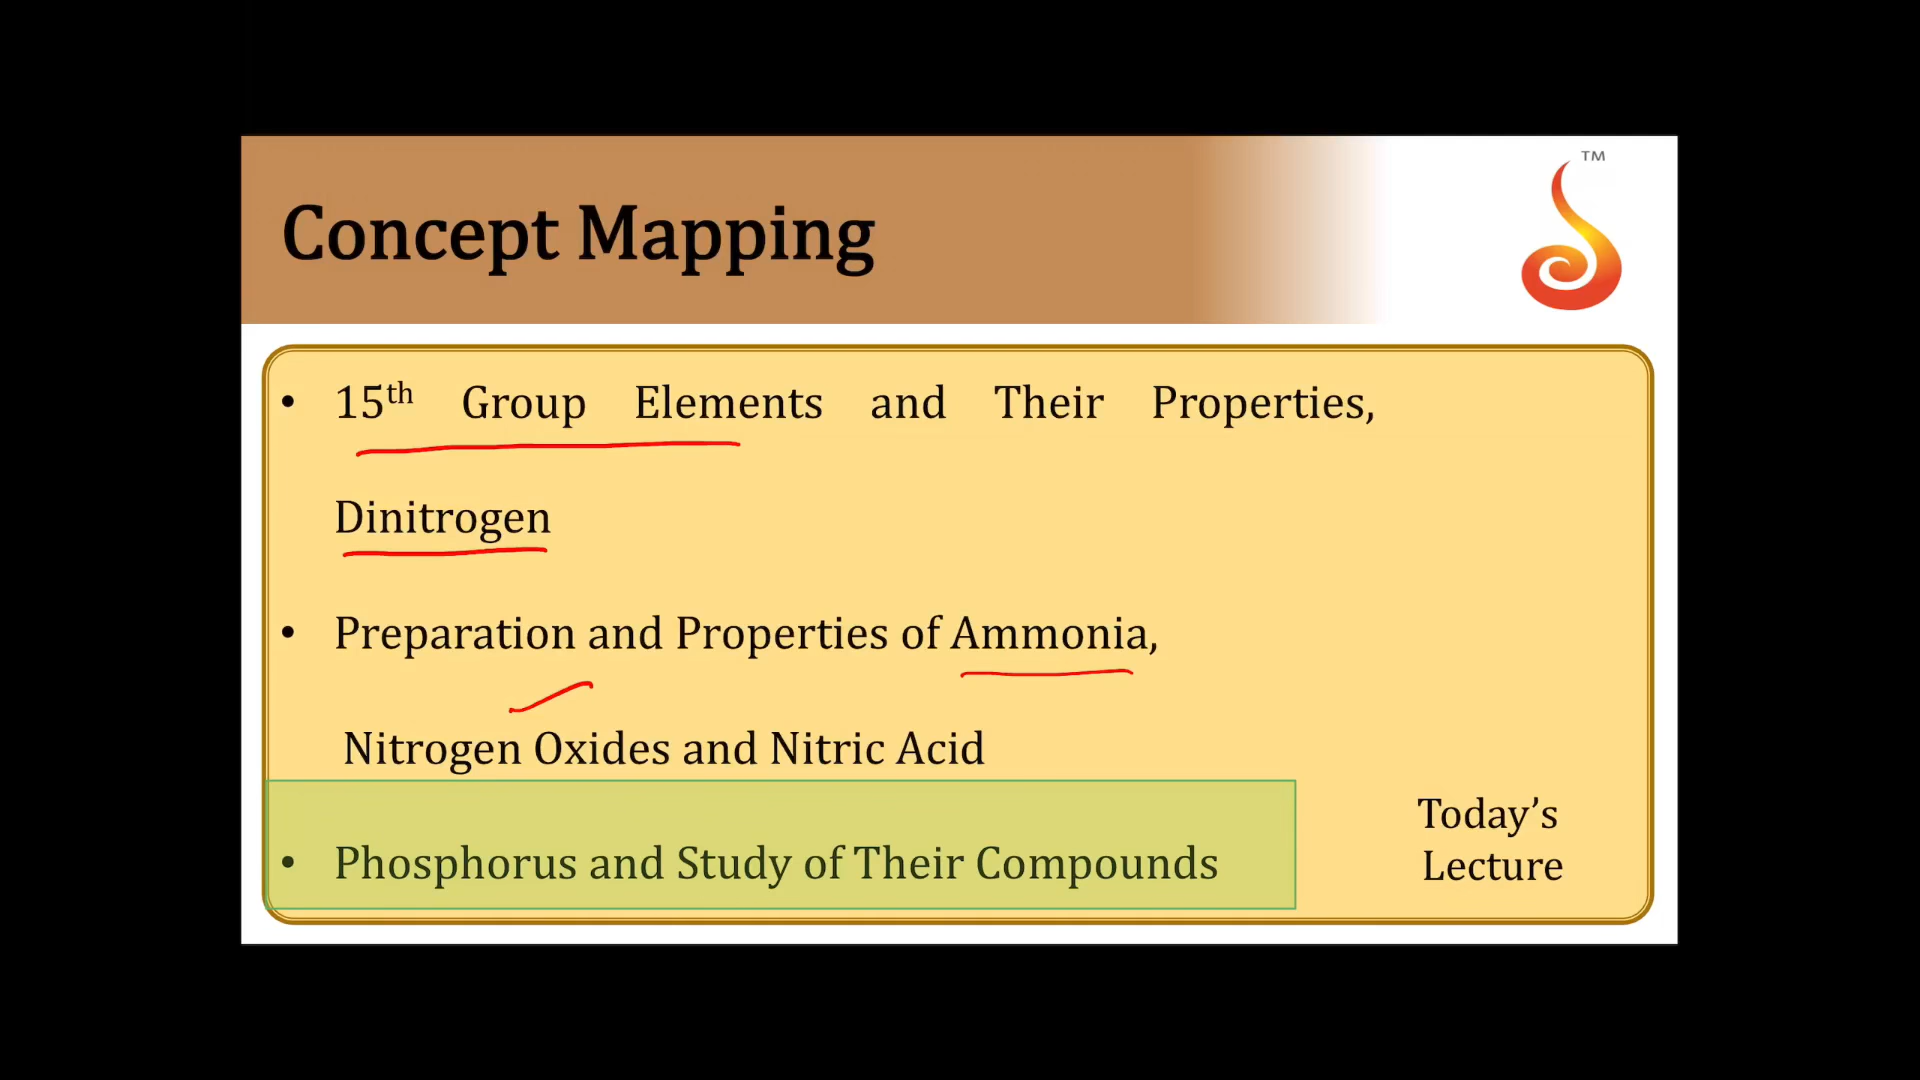 TM
Concept Mapping
• 15th Group Elements and Their Properties,
Dinitrogen
• Preparation and Properties of Ammonia,
Nitrogen Oxides and Nitric Acid
• Phosphorus and Study of Their Compounds
Today’s
Lecture